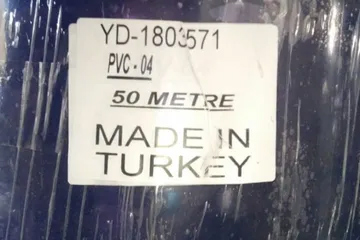 YD-1803571
PVC - 04
50 METRE
MADE IN
TURKEY